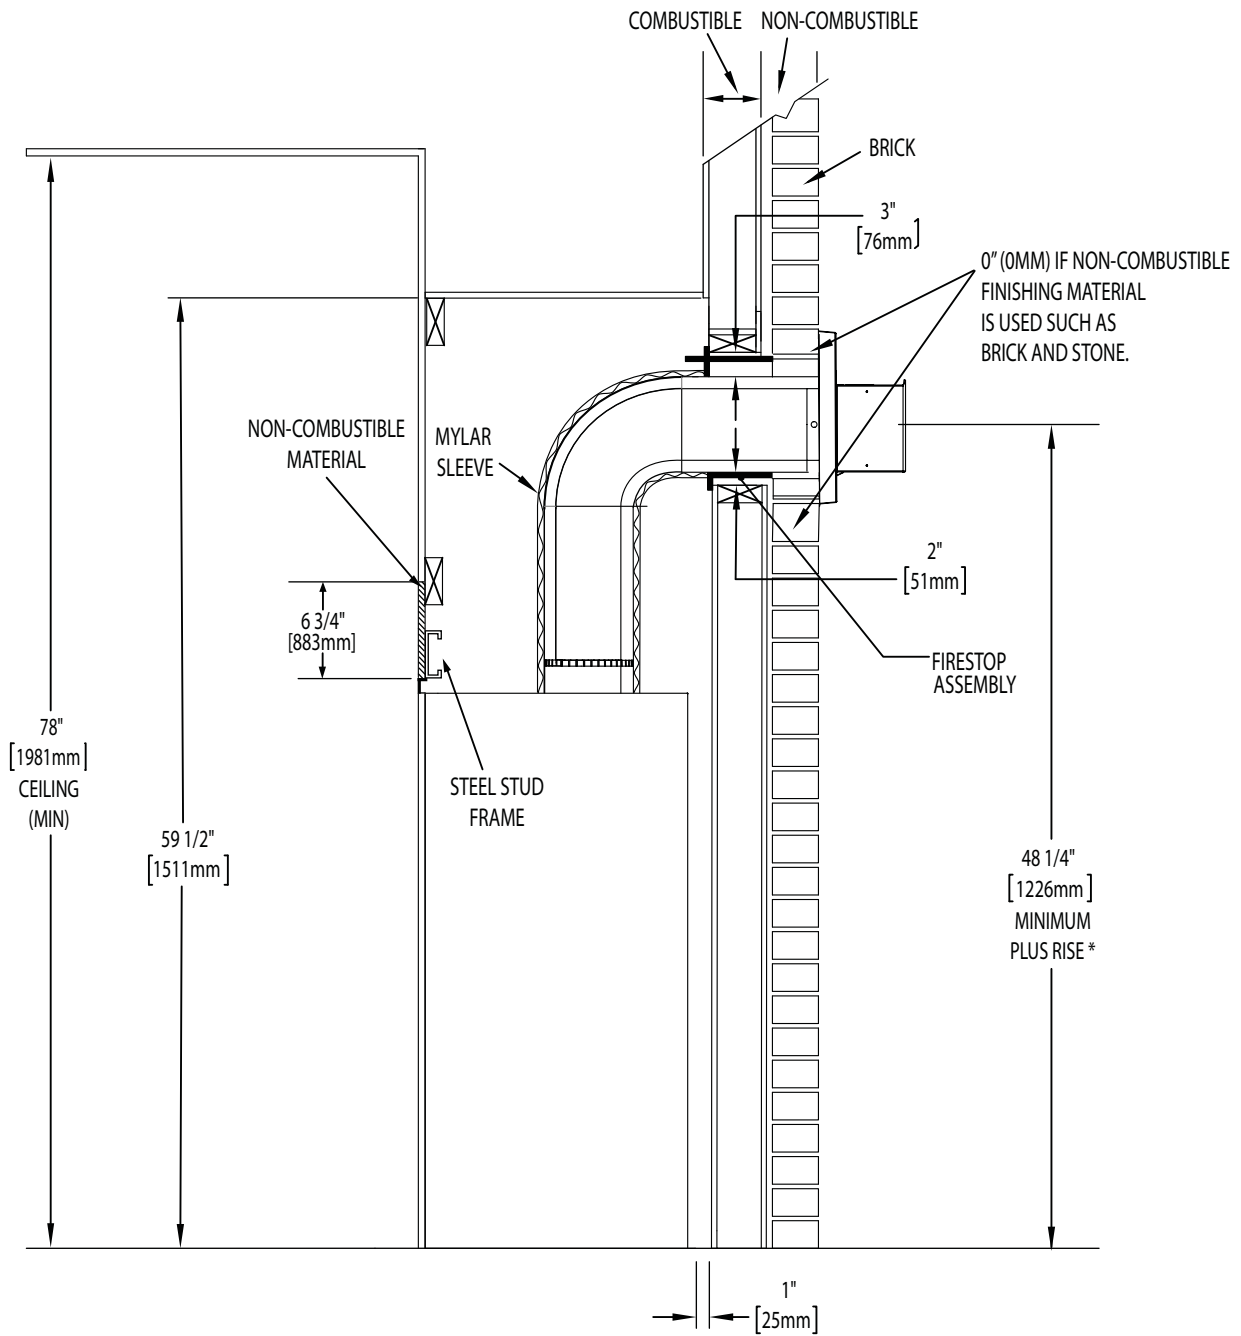 COMBUSTIBLE
NON-COMBUSTIBLE
BRICK
3"
[76mm]
0" (0MM) IF NON-COMBUSTIBLE
FINISHING MATERIAL
IS USED SUCH AS
BRICK AND STONE.
NON-COMBUSTIBLE
MATERIAL
MYLAR
SLEEVE
2"
[51mm]
6 3/4"
[883mm]
FIRESTOP
ASSEMBLY
78"
[1981mm]
CEILING
(MIN)
STEEL STUD
FRAME
59 1/2"
[1511mm]
48 1/4"
[1226mm]
MINIMUM
PLUS RISE *
1"
[25mm]